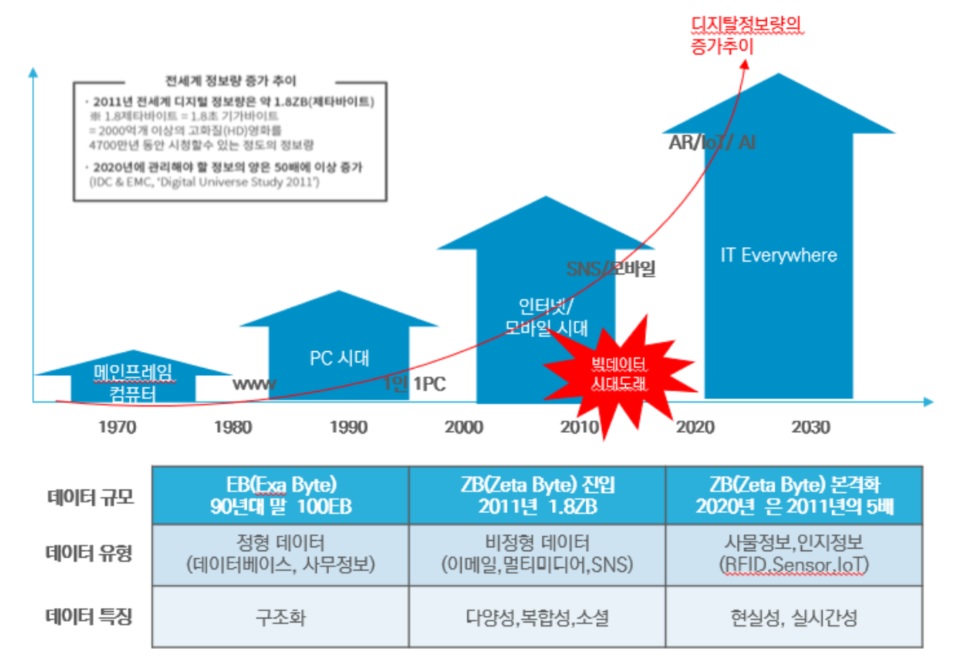 디지탈정보량의
증가추이
전세계 정보량 증가 추이
· 2011년 전세계 디지털 정보량은 약 1.8ZB(제타바이트)
※ 1.8제타바이트 = 1.8조 기가바이트
= 2000억개 이상의 고화질(HD)영화를
4700만년 동안 시청할수 있는 정도의 정보량
· 2020년에 관리해야 할 정보의 양은 50배에 이상 증가
(IDC & EMC, ‘Digital Universe Study 2011’)
AR/IoT/ AI
IT Everywhere
SNS/모바일
인터넷/
모바일 시대
PC 시대
빅데이터
시대도래
메인프레임
컴퓨터
www
1인 1PC
1970 1980 1990 2000 2010 2020 2030
데이터 규모
EB(Exa Byte)
90년대 말 100EB
ZB(Zeta Byte) 진입
2011년 1.8ZB
ZB(Zeta Byte) 본격화
2020년 은 2011년의 5배
데이터 유형
정형 데이터
(데이터베이스, 사무정보)
비정형 데이터
(이메일,멀티미디어,SNS)
사물정보,인지정보
(RFID.Sensor.IoT)
데이터 특징
구조화
다양성,복합성,소셜
현실성, 실시간성